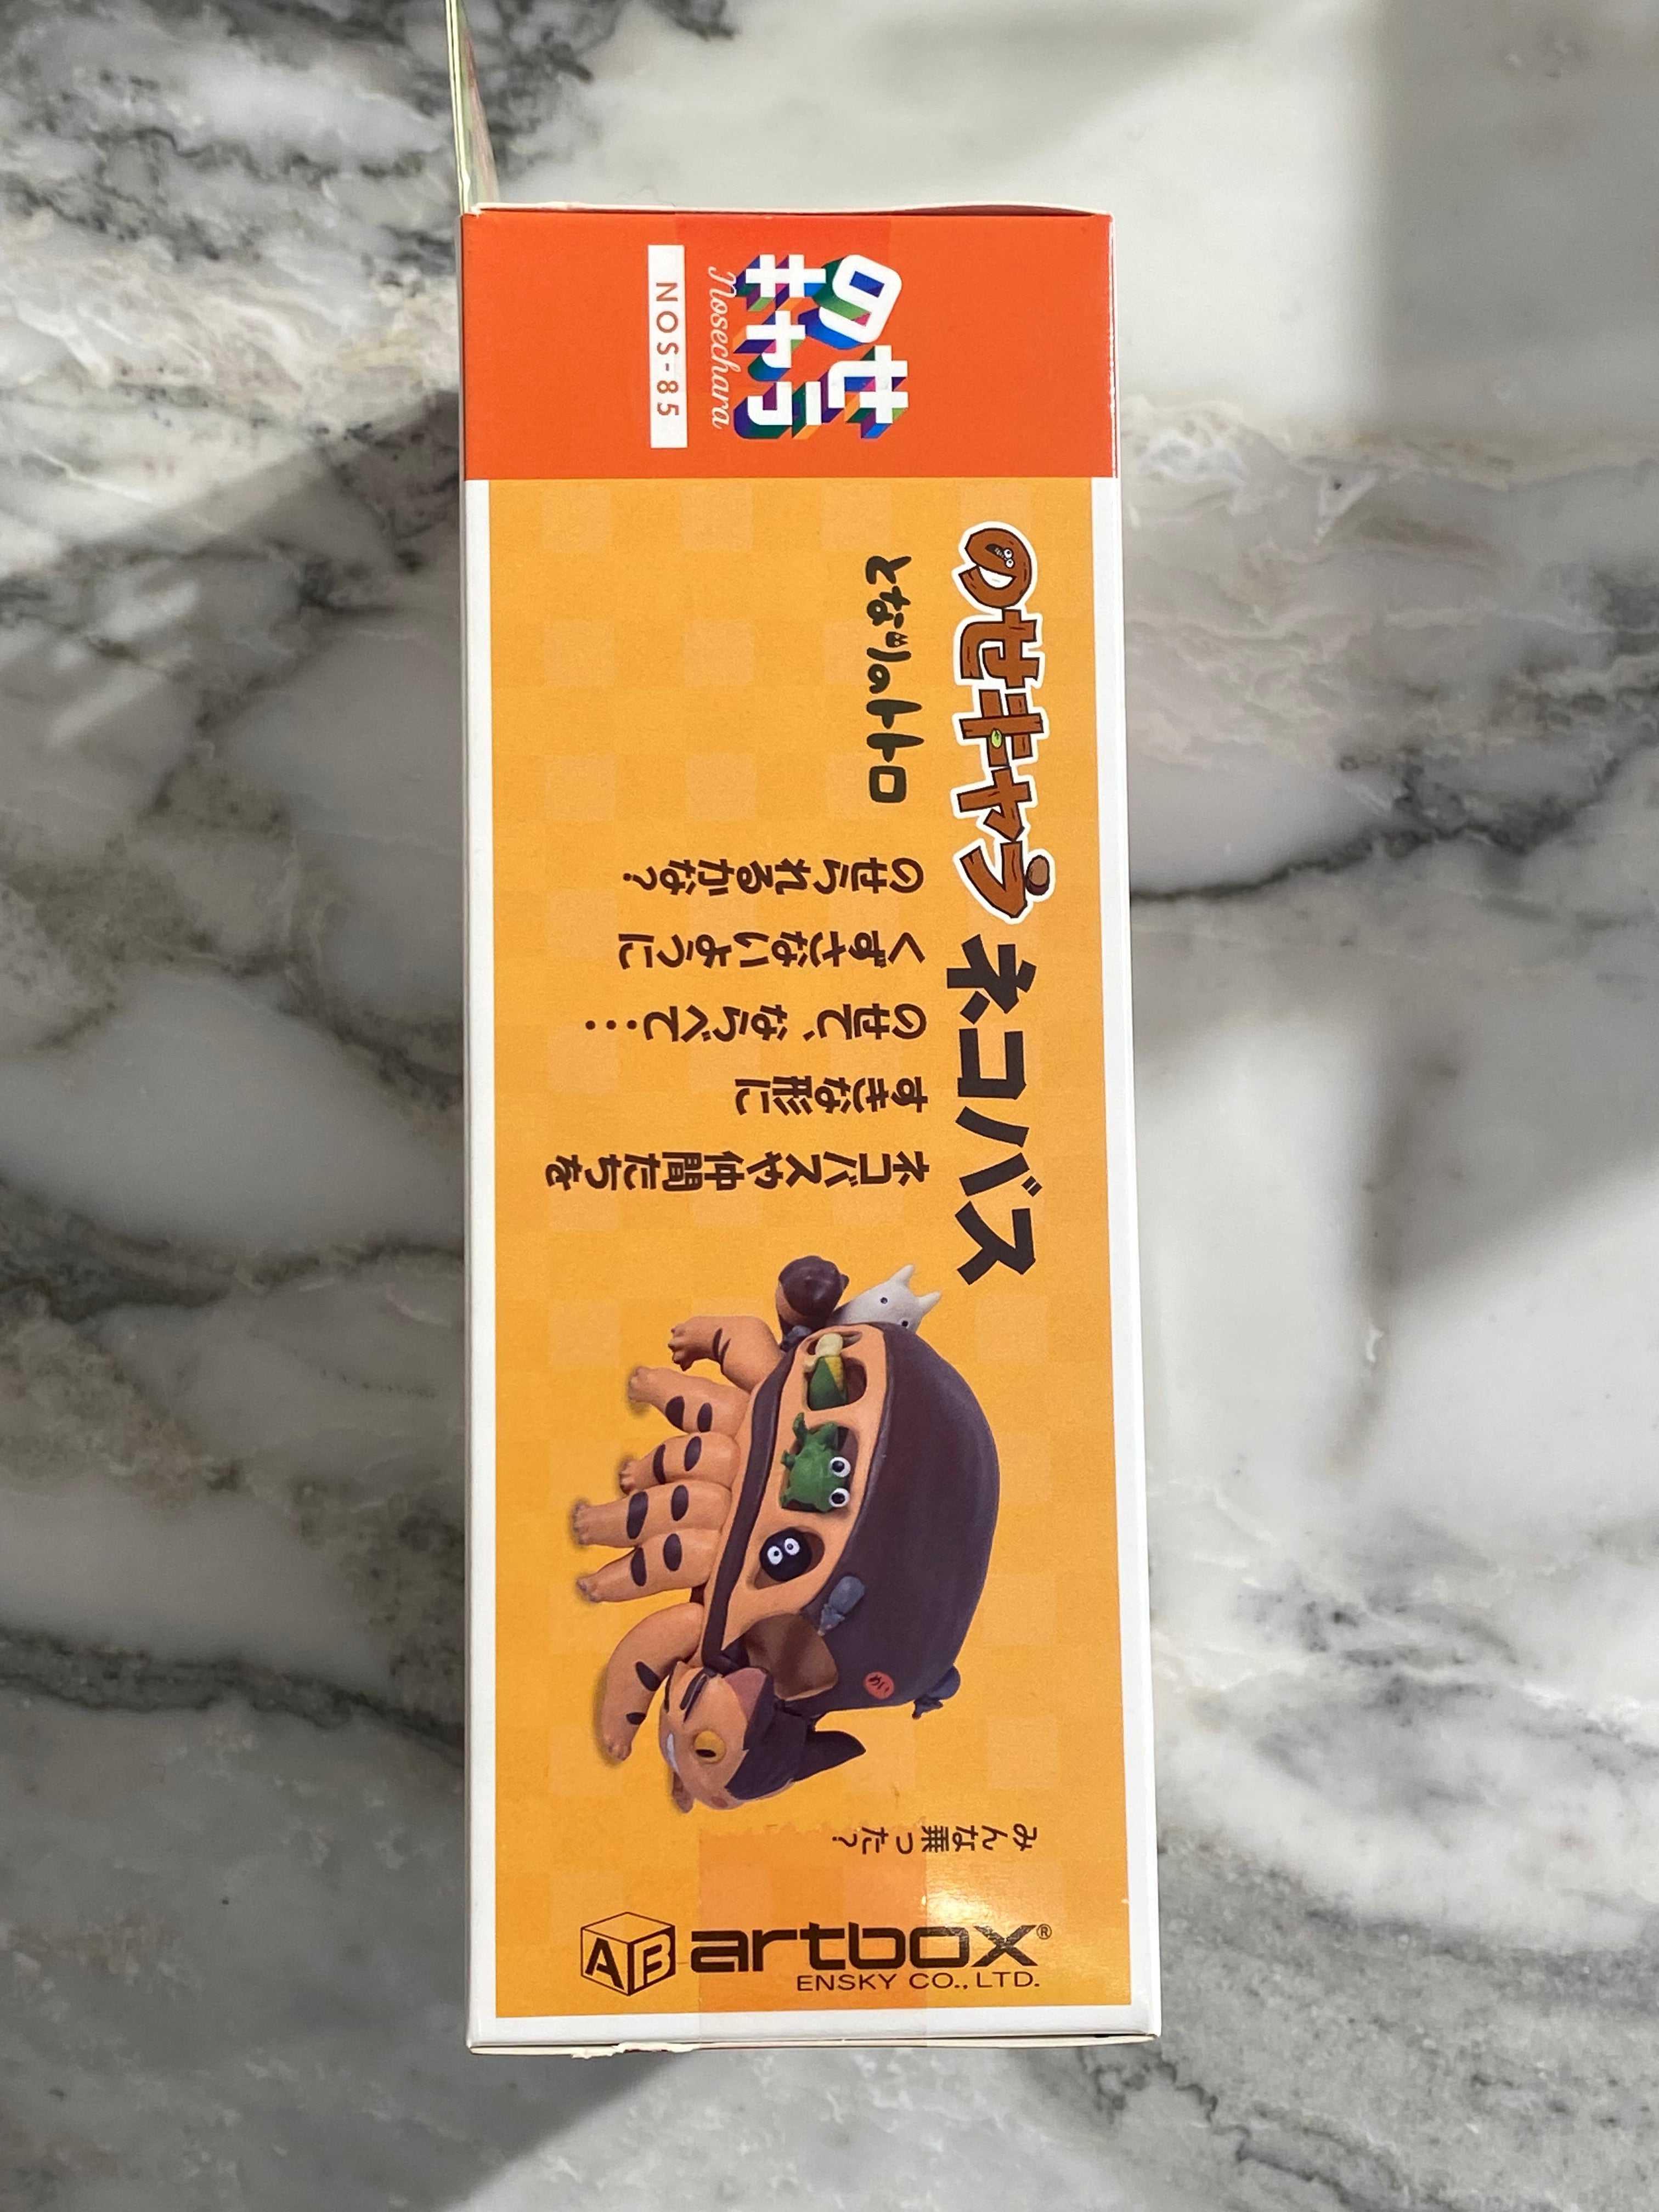 のせ
キャラ
Nosechara
NOS-85
のせキャラ ネコバス
となりのトトロ
ネコバスや仲間たちを
すきな形に
のせて、ならべて…
くずさないように
のせられるかな?
みんな乗った?
AB artbox®
ENSKY CO.,LTD.